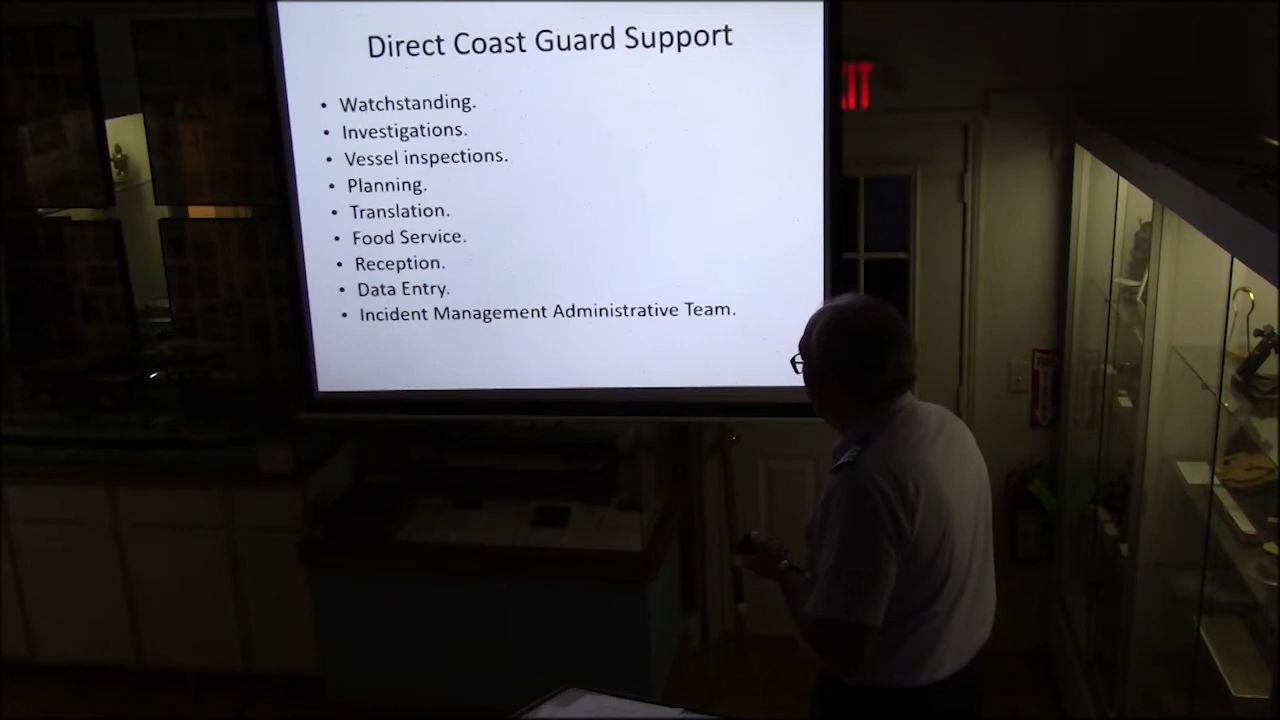 Direct Coast Guard Support
• Watchstanding.
• Investigations.
• Vessel inspections.
• Planning.
• Translation.
• Food Service.
• Reception.
• Data Entry.
• Incident Management Administrative Team.